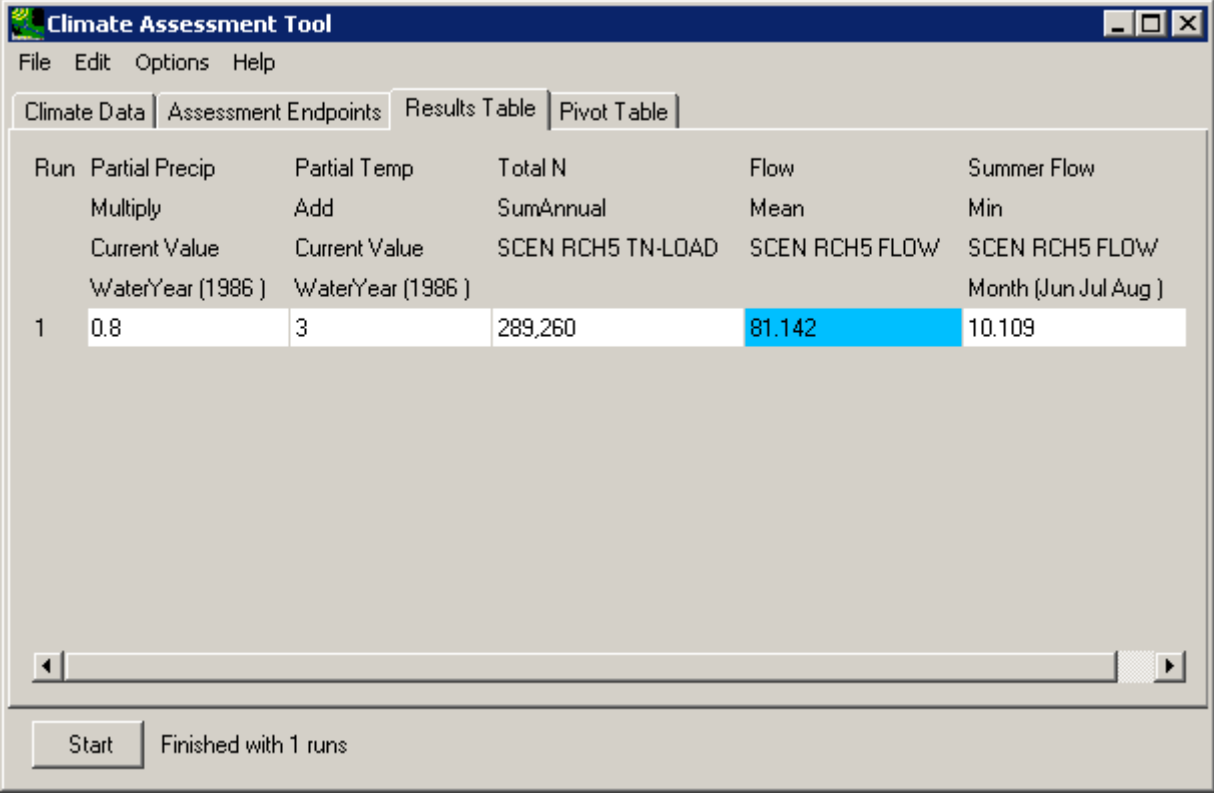 Climate Assessment Tool
File Edit Options Help
Climate Data Assessment Endpoints Results Table Pivot Table
Run Partial Precip Partial Temp Total N Flow Summer Flow
Multiply Add SumAnnual Mean Min
Current Value Current Value SCEN RCH5 TN-LOAD SCEN RCH5 FLOW SCEN RCH5 FLOW
WaterYear (1986 ) WaterYear (1986 ) Month (Jun Jul Aug )
1 0.8 3 289,260 81.142 10.109
Start Finished with 1 runs